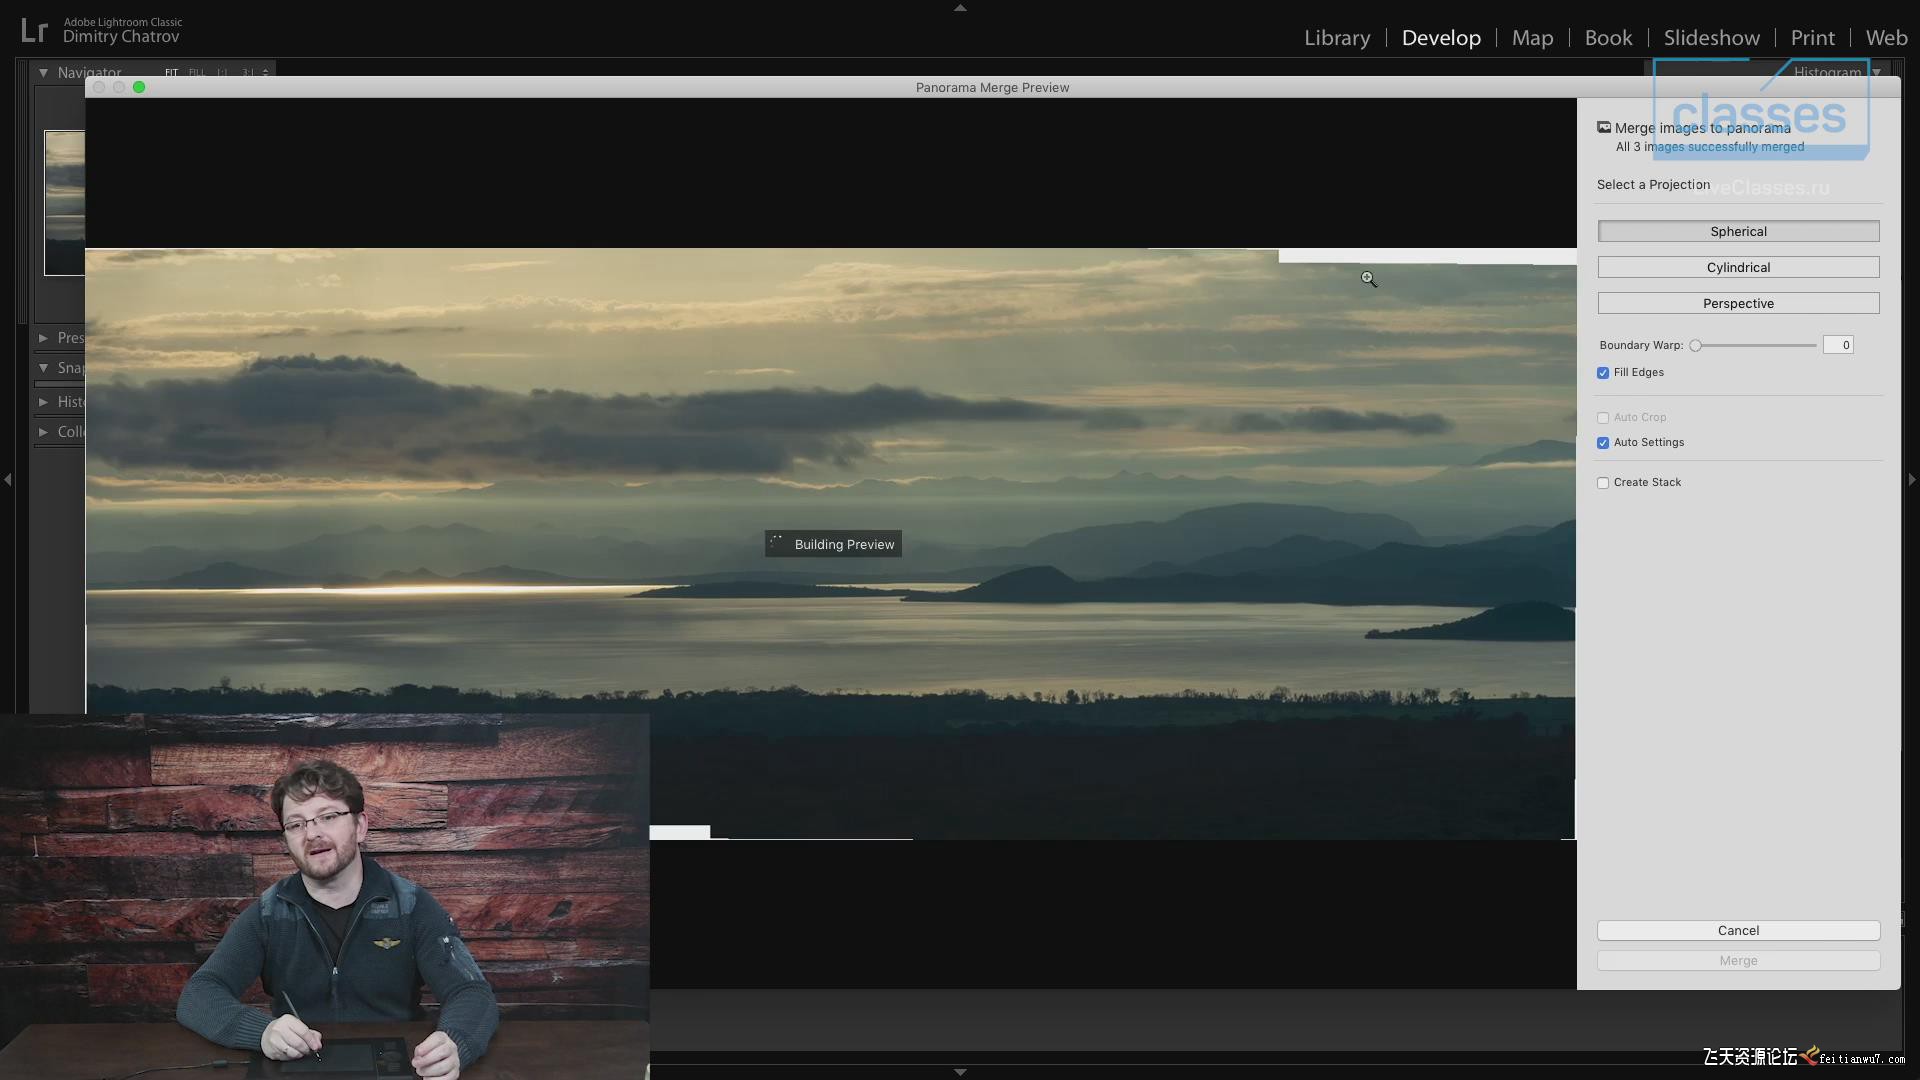 Lr
Adobe Lightroom Classic
Dimitry Chatrov
Library | Develop | Map | Book | Slideshow | Print | Web
Navigator FIT FILL 1:1 3:1
Histogram
Panorama Merge Preview
classes
Merge images to panorama
All 3 images successfully merged
Select a Projection
LiveClasses.ru
Spherical
Cylindrical
Perspective
Boundary Warp: 0
Fill Edges
Auto Crop
Auto Settings
Create Stack
Pres
Snap
Histo
Colle
Building Preview
Cancel
Merge
飞天资源论坛 feitianwu7.com